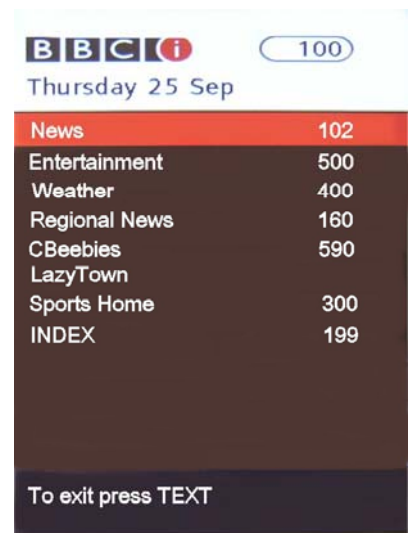 BBCi 100
Thursday 25 Sep
News 102
Entertainment 500
Weather 400
Regional News 160
CBeebies 590
LazyTown
Sports Home 300
INDEX 199
To exit press TEXT